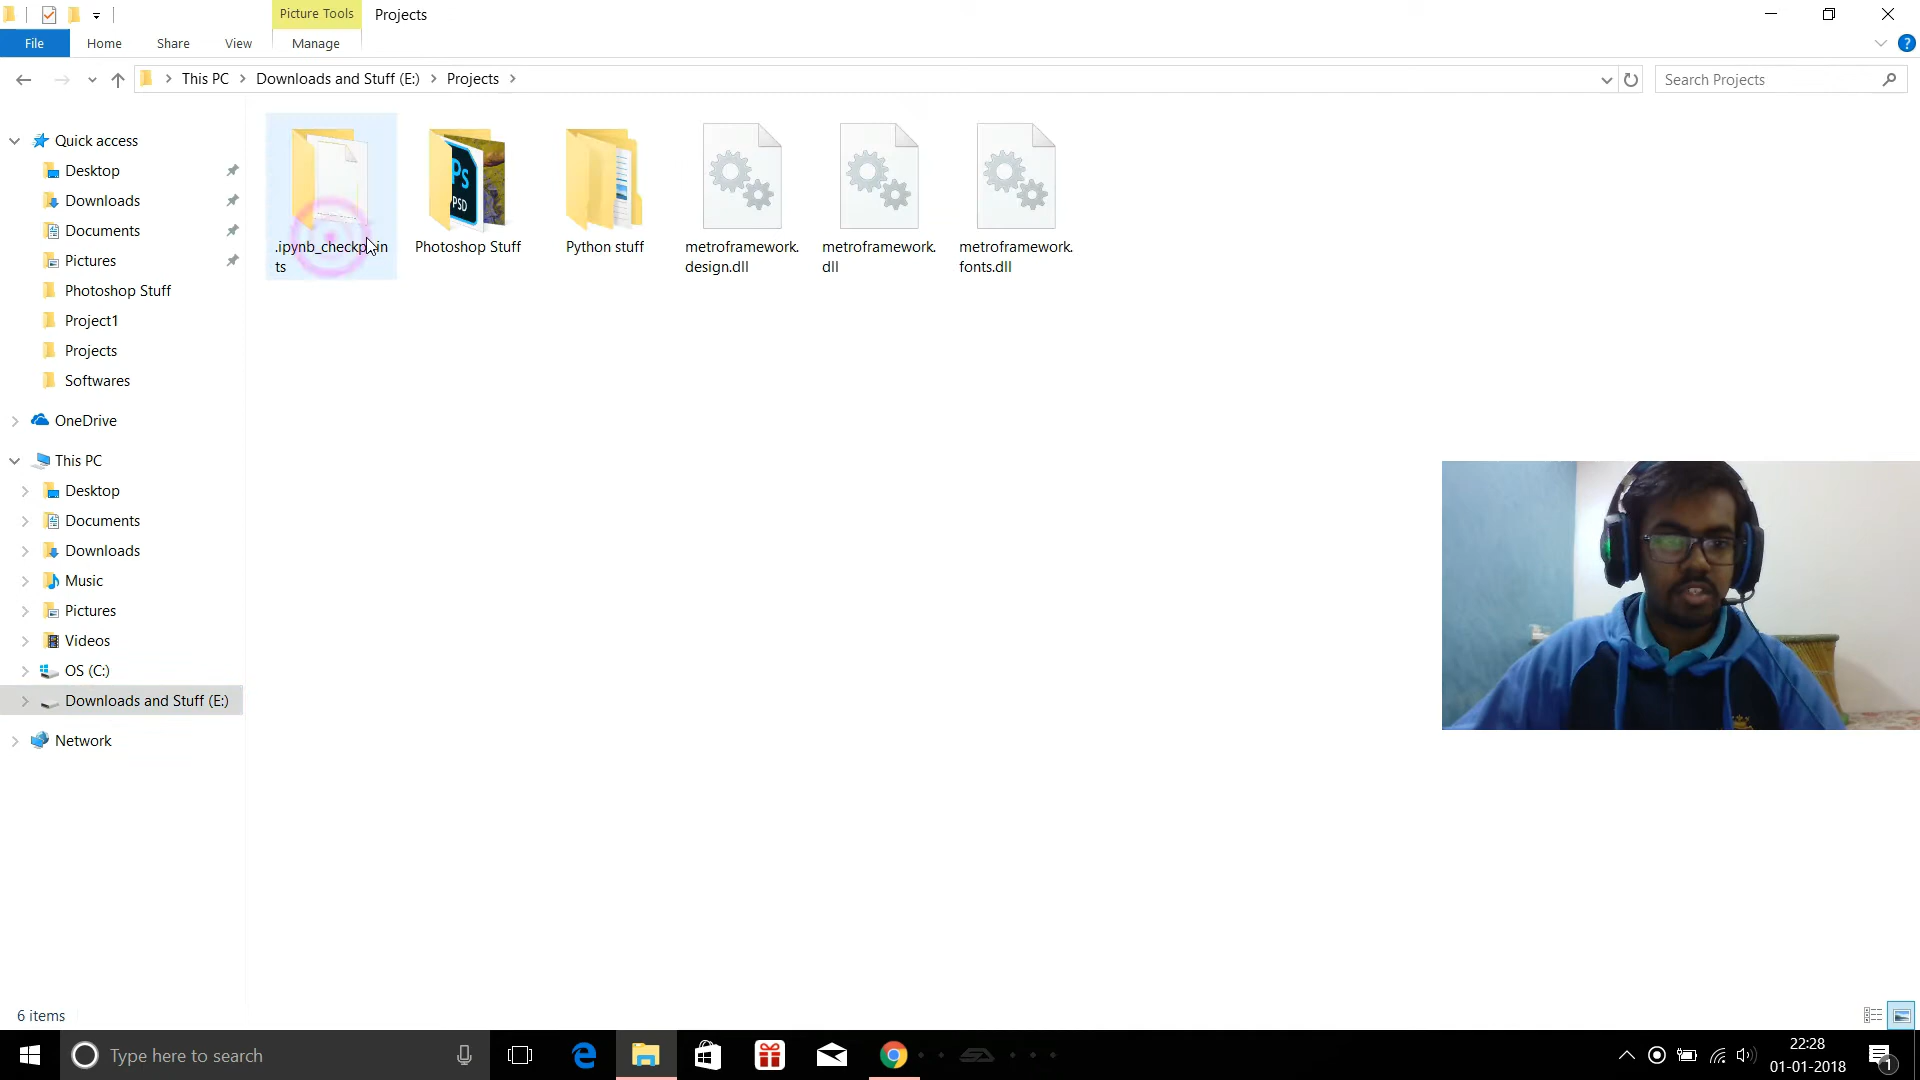 Picture Tools
Projects
File
Home
Share
View
Manage
This PC
Downloads and Stuff (E:)
Projects
Search Projects
Quick access
Desktop
Downloads
Documents
Pictures
Photoshop Stuff
Project1
Projects
Softwares
OneDrive
This PC
Desktop
Documents
Downloads
Music
Pictures
Videos
OS (C:)
Downloads and Stuff (E:)
Network
Ps
PSD
.ipynb_checkpoin
ts
Photoshop Stuff
Python stuff
metroframework.
design.dll
metroframework.
dll
metroframework.
fonts.dll
6 items
Type here to search
22:28
01-01-2018
1